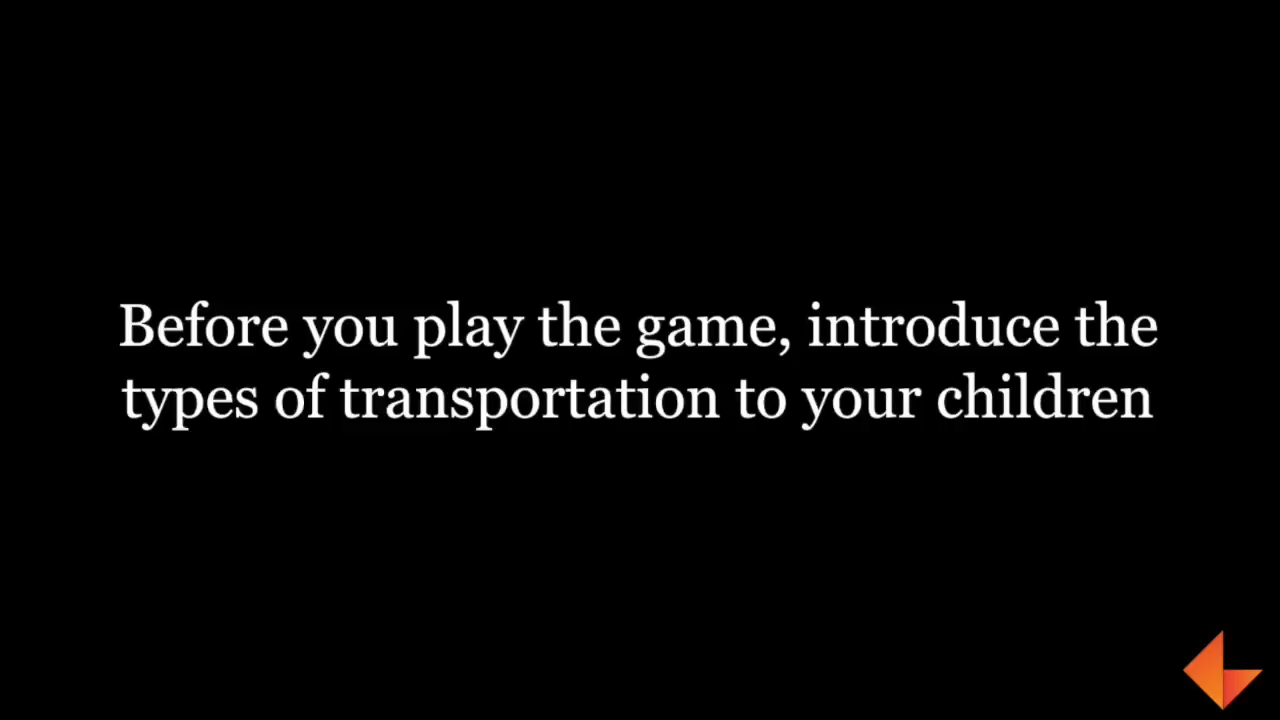 Before you play the game, introduce the
types of transportation to your children